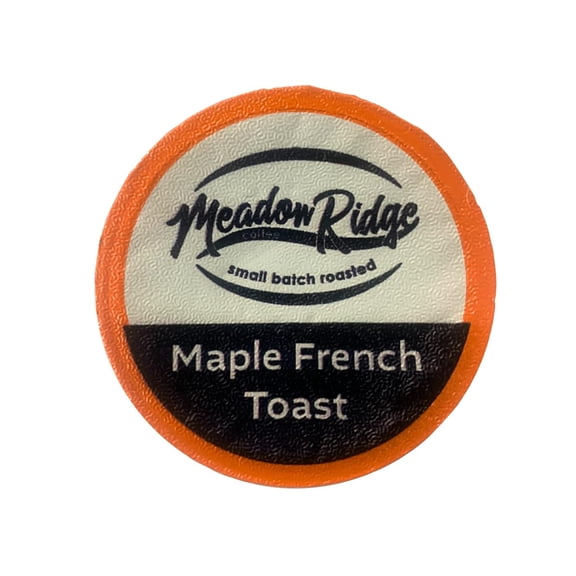 Meadow Ridge
coffee
small batch roasted
Maple French
Toast